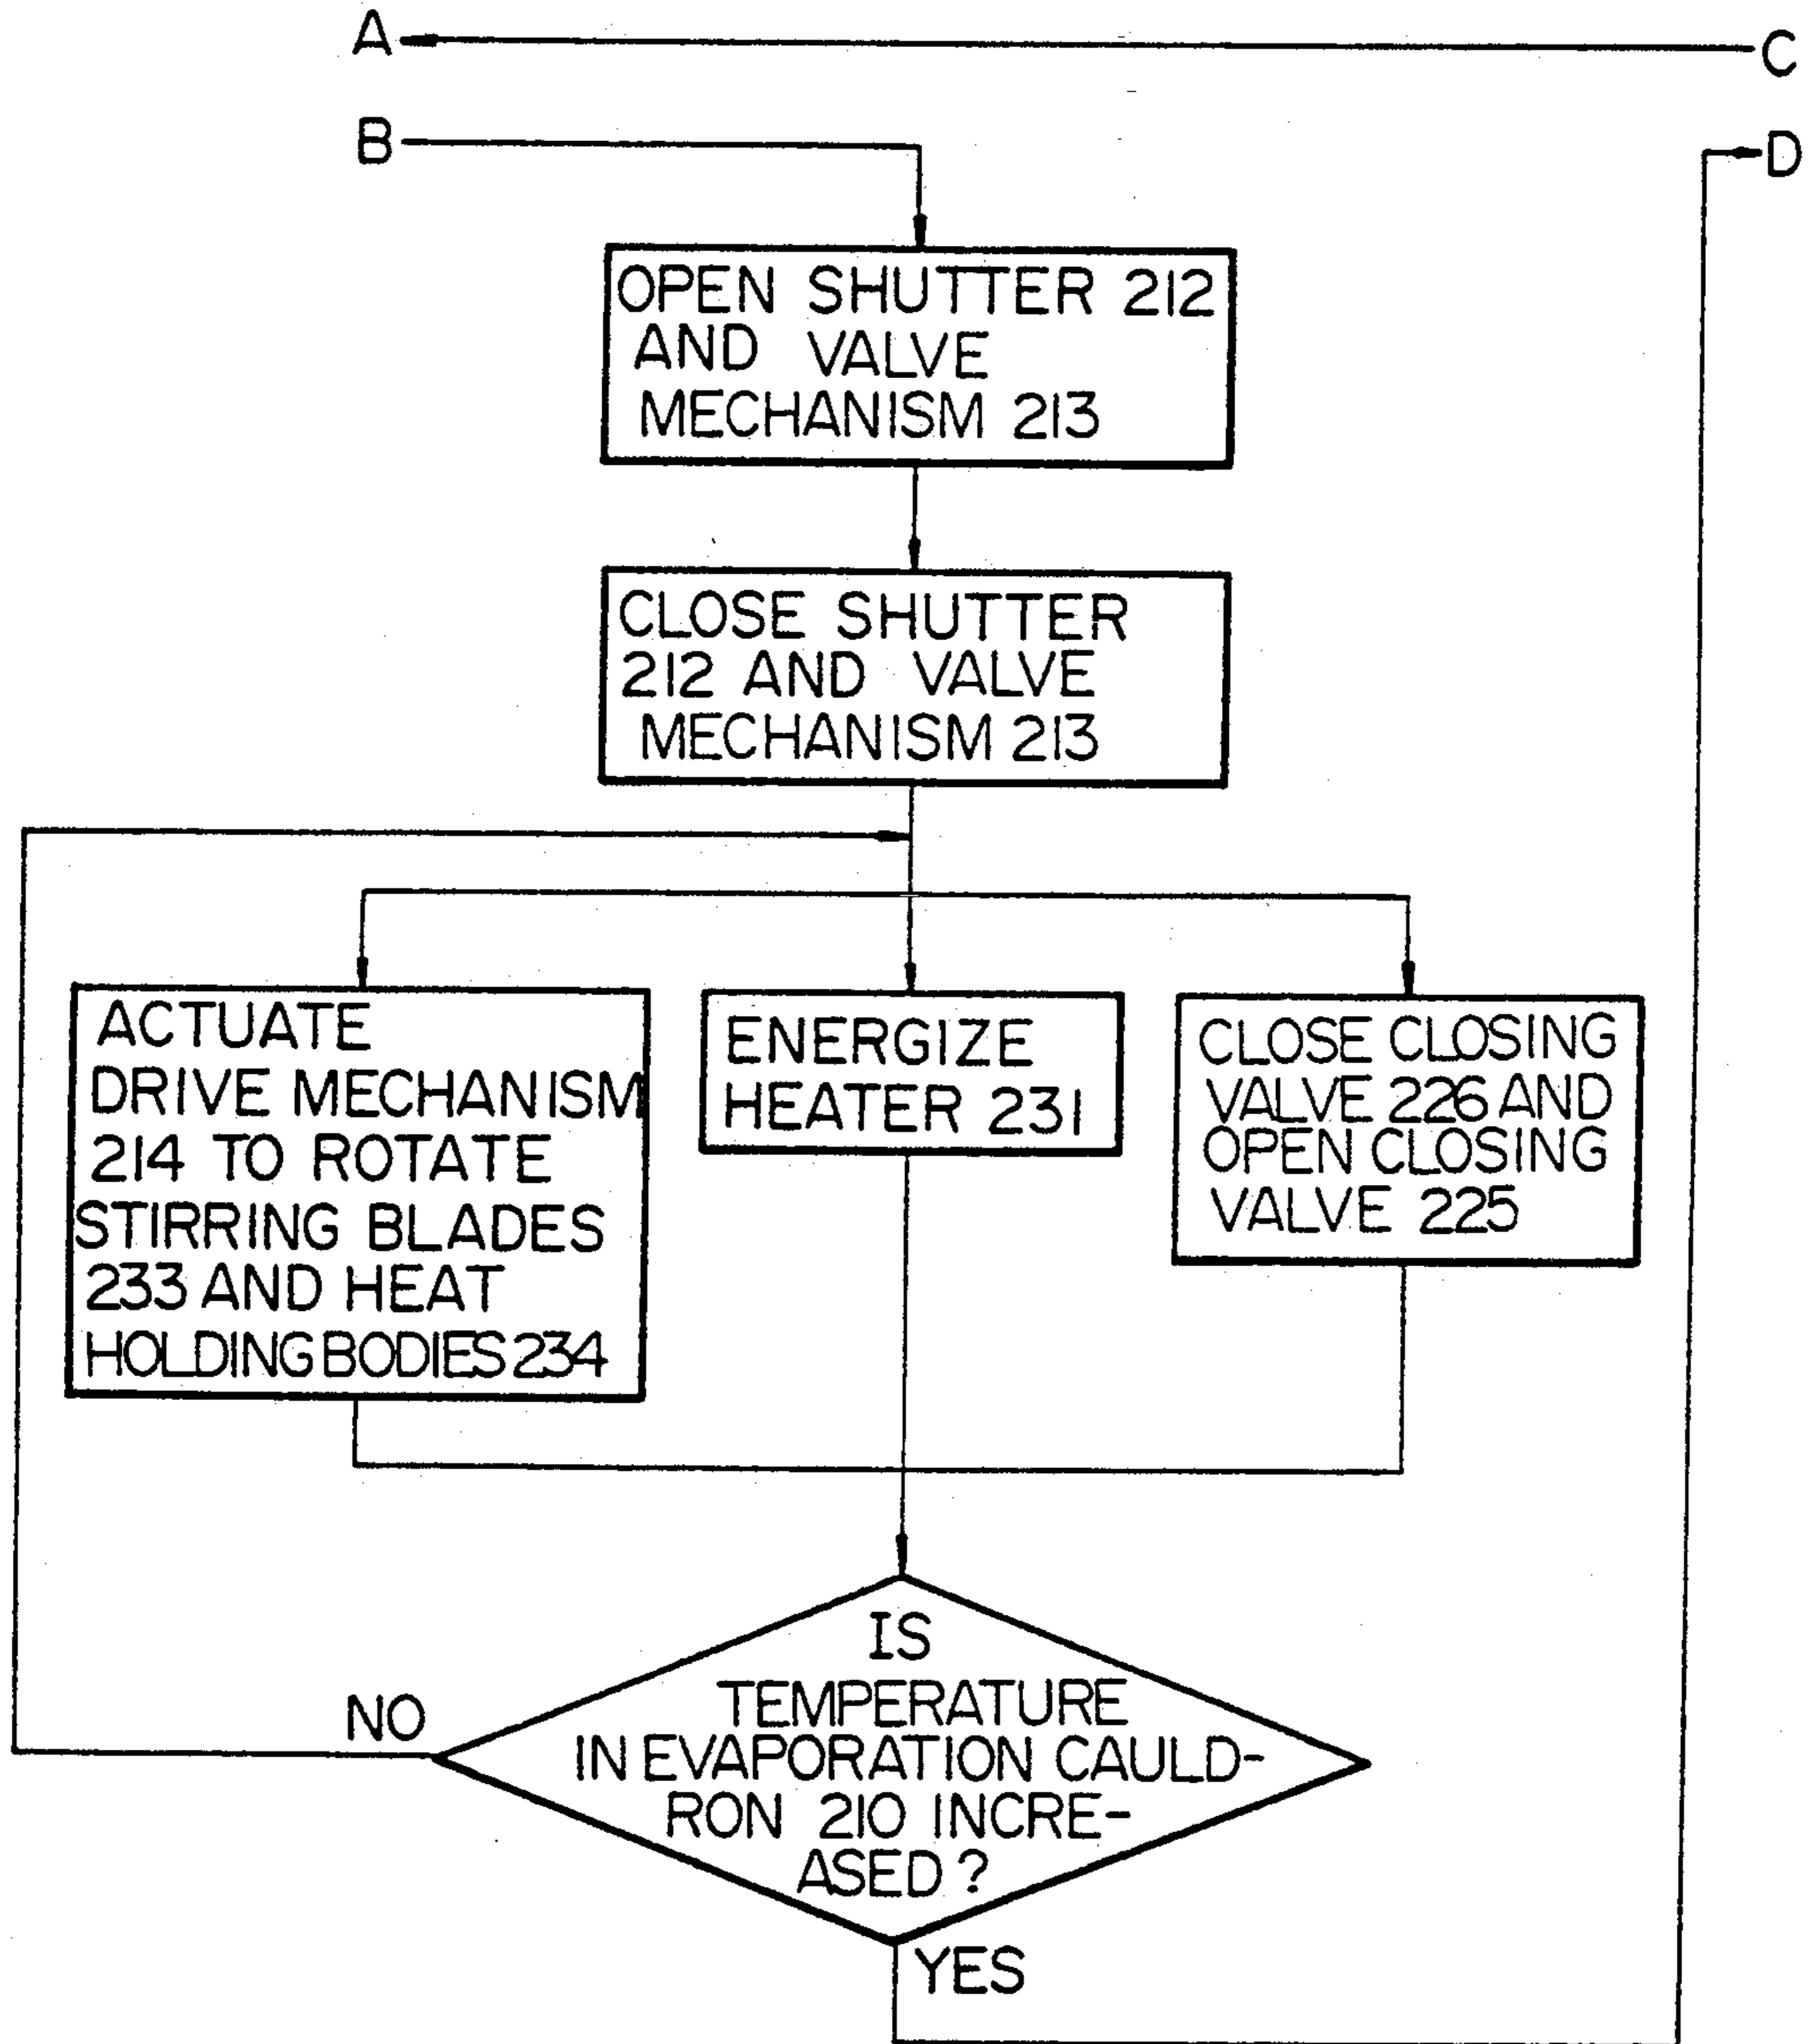 A
C
B
D
OPEN SHUTTER 212
AND VALVE
MECHANISM 213
CLOSE SHUTTER
212 AND VALVE
MECHANISM 213
ACTUATE
DRIVE MECHANISM
214 TO ROTATE
STIRRING BLADES
233 AND HEAT
HOLDING BODIES 234
ENERGIZE
HEATER 231
CLOSE CLOSING
VALVE 226 AND
OPEN CLOSING
VALVE 225
IS
TEMPERATURE
IN EVAPORATION CAULD-
RON 210 INCRE-
ASED ?
NO
YES